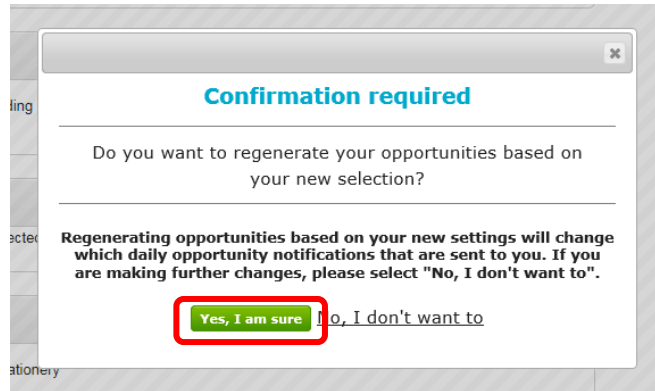 Confirmation required
ding
Do you want to regenerate your opportunities based on
your new selection?
ected
Regenerating opportunities based on your new settings will change
which daily opportunity notifications that are sent to you. If you
are making further changes, please select "No, I don't want to".
Yes, I am sure No, I don't want to
ationery